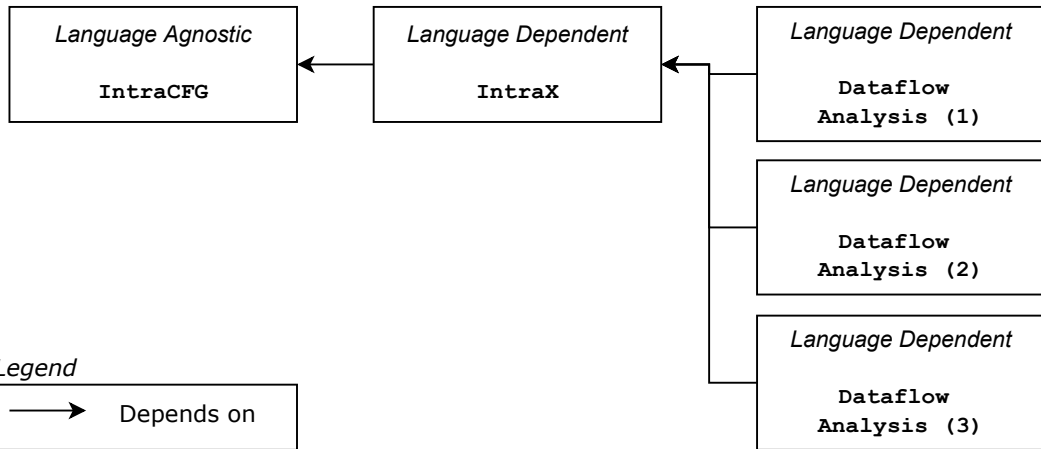 Language Agnostic
IntraCFG
Language Dependent
IntraX
Language Dependent
Dataflow
Analysis (1)
Language Dependent
Dataflow
Analysis (2)
Language Dependent
Dataflow
Analysis (3)
Legend
Depends on